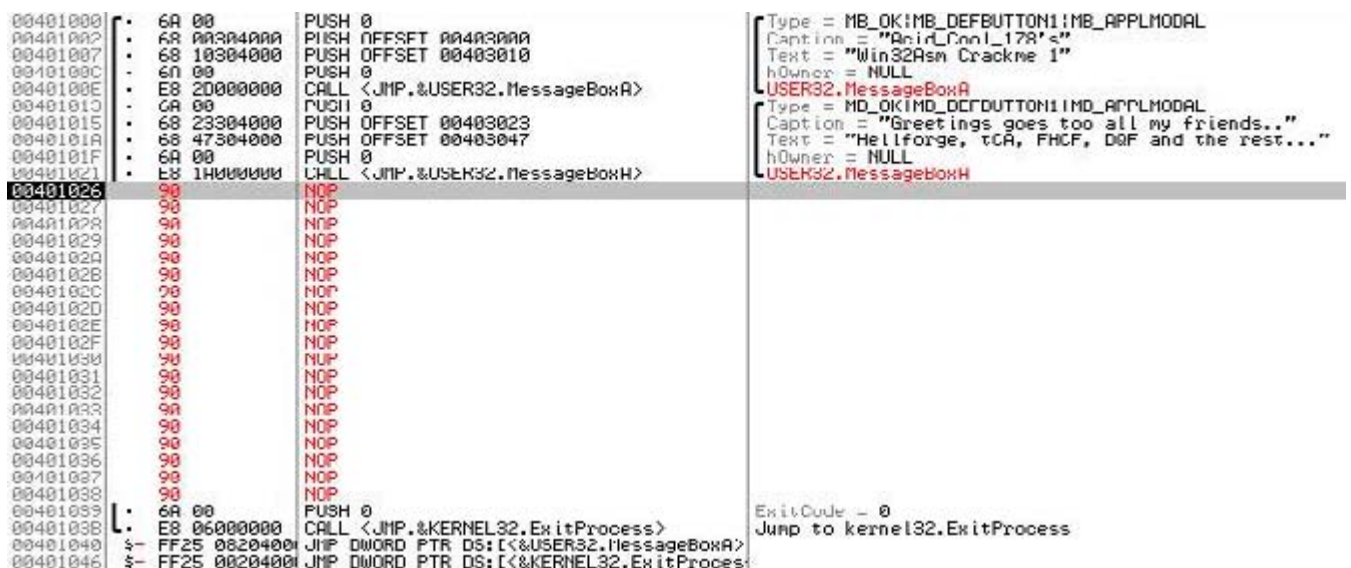 00401000 6A 00 PUSH 0 Type = MB_OK|MB_DEFBUTTON1|MB_APPLMODAL
00401002 68 00304000 PUSH OFFSET 00403000 Caption = "Acid_Cool_178's"
00401007 68 10304000 PUSH OFFSET 00403010 Text = "Win32Asm Crackme 1"
0040100C 6A 00 PUSH 0 hOwner = NULL
0040100E E8 2D000000 CALL <JMP.&USER32.MessageBoxA> USER32.MessageBoxA
00401013 6A 00 PUSH 0 Type = MB_OK|MB_DEFBUTTON1|MB_APPLMODAL
00401015 68 23304000 PUSH OFFSET 00403023 Caption = "Greetings goes too all my friends.."
0040101A 68 47304000 PUSH OFFSET 00403047 Text = "Hellforge, tCA, FHCF, DQF and the rest..."
0040101F 6A 00 PUSH 0 hOwner = NULL
00401021 E8 1A000000 CALL <JMP.&USER32.MessageBoxA> USER32.MessageBoxA
00401026 90 NOP
00401027 90 NOP
00401028 90 NOP
00401029 90 NOP
0040102A 90 NOP
0040102B 90 NOP
0040102C 90 NOP
0040102D 90 NOP
0040102E 90 NOP
0040102F 90 NOP
00401030 90 NOP
00401031 90 NOP
00401032 90 NOP
00401033 90 NOP
00401034 90 NOP
00401035 90 NOP
00401036 90 NOP
00401037 90 NOP
00401038 90 NOP
00401039 6A 00 PUSH 0 ExitCode = 0
0040103B E8 06000000 CALL <JMP.&KERNEL32.ExitProcess> Jump to kernel32.ExitProcess
00401040 $- FF25 0820400 JMP DWORD PTR DS:[<&USER32.MessageBoxA>
00401046 $- FF25 0020400 JMP DWORD PTR DS:[<&KERNEL32.ExitProces